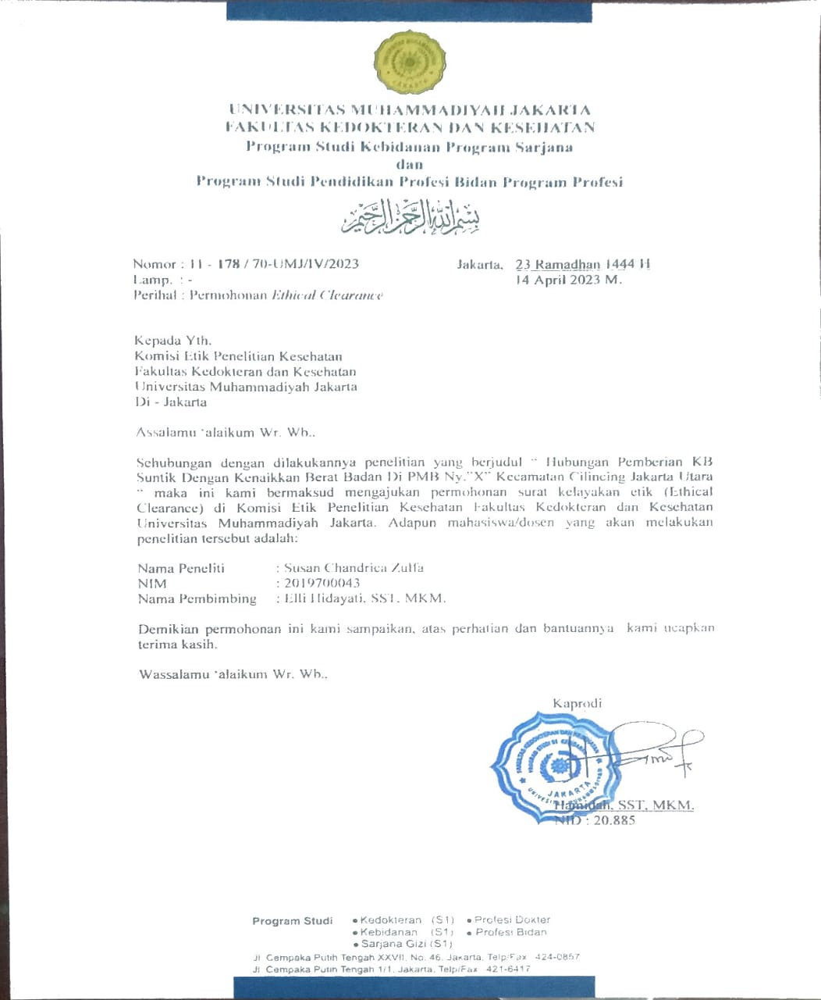 UNIVERSITAS MUHAMMADIYAH JAKARTA
FAKULTAS KEDOKTERAN DAN KESEHATAN
Program Studi Kebidanan Program Sarjana
dan
Program Studi Pendidikan Profesi Bidan Program Profesi
بِسْمِ اللهِ الرَّحْمٰنِ الرَّحِيْمِ
Nomor : 11 - 178 / 70-UMJ/IV/2023 Jakarta, 23 Ramadhan 1444 H
Lamp. : - 14 April 2023 M.
Perihal : Permohonan Ethical Clearance
Kepada Yth.
Komisi Etik Penelitian Kesehatan
Fakultas Kedokteran dan Kesehatan
Universitas Muhammadiyah Jakarta
Di - Jakarta
Assalamu ‘alaikum Wr. Wb..
Sehubungan dengan dilakukannya penelitian yang berjudul “ Hubungan Pemberian KB
Suntik Dengan Kenaikkan Berat Badan Di PMB Ny.”X” Kecamatan Cilincing Jakarta Utara
“ maka ini kami bermaksud mengajukan permohonan surat kelayakan etik (Ethical
Clearance) di Komisi Etik Penelitian Kesehatan Fakultas Kedokteran dan Kesehatan
Universitas Muhammadiyah Jakarta. Adapun mahasiswa/dosen yang akan melakukan
penelitian tersebut adalah:
Nama Peneliti : Susan Chandrica Zulfa
NIM : 2019700043
Nama Pembimbing : Elli Hidayati, SST, MKM.
Demikian permohonan ini kami sampaikan, atas perhatian dan bantuannya kami ucapkan
terima kasih.
Wassalamu ‘alaikum Wr. Wb..
Kaprodi
JAKARTA
Hamidah, SST, MKM.
NID : 20.885
Program Studi • Kedokteran (S1) • Profesi Dokter
• Kebidanan (S1) • Profesi Bidan
• Sarjana Gizi (S1)
Jl. Cempaka Putih Tengah XXVII, No. 46, Jakarta, Telp/Fax 424-0857
Jl. Cempaka Putih Tengah 1/1, Jakarta, Telp/Fax 421-6417